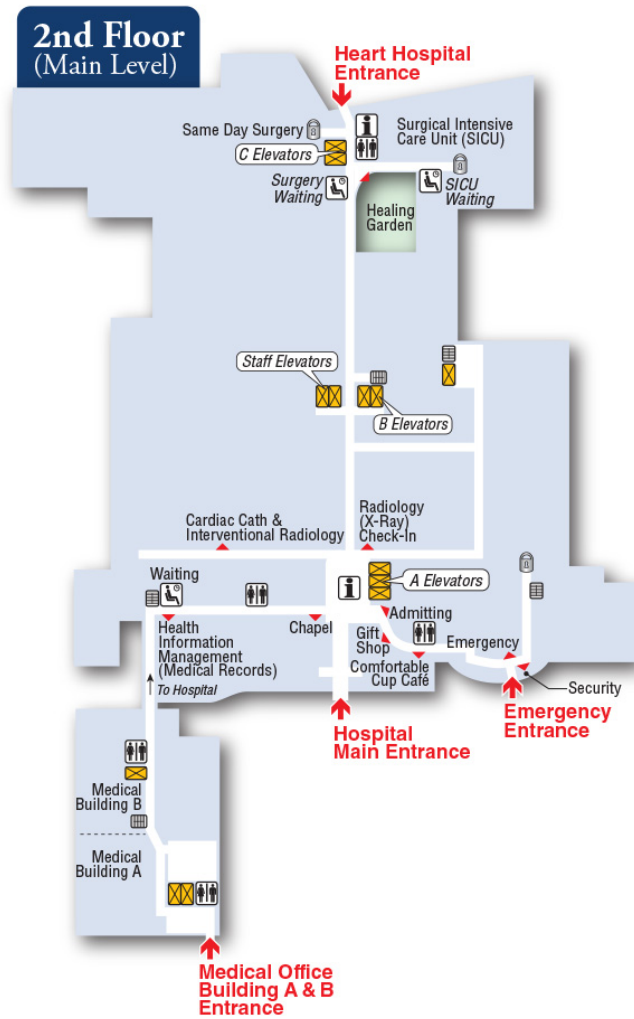 2nd Floor
(Main Level)
Heart Hospital
Entrance
Same Day Surgery
C Elevators
Surgical Intensive
Care Unit (SICU)
Surgery
Waiting
SICU
Waiting
Healing
Garden
Staff Elevators
B Elevators
Cardiac Cath &
Interventional Radiology
Radiology
(X-Ray)
Check-In
Waiting
A Elevators
Health
Information
Management
(Medical Records)
Chapel
Admitting
Gift
Shop
Emergency
Comfortable
Cup Café
To Hospital
Security
Hospital
Main Entrance
Emergency
Entrance
Medical
Building B
Medical
Building A
Medical Office
Building A & B
Entrance